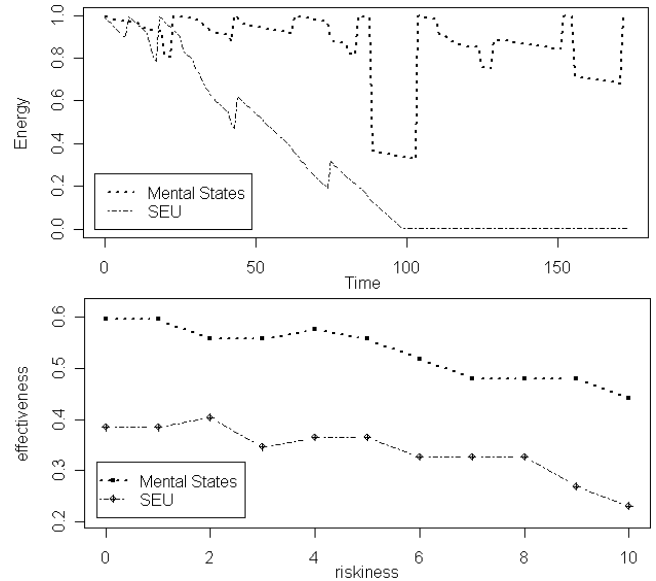 Energy
1.0
0.8
0.6
0.4
0.2
0.0
Mental States
SEU
0 50 100 150
Time
effectiveness
0.6
0.5
0.4
0.3
0.2
Mental States
SEU
0 2 4 6 8 10
riskiness